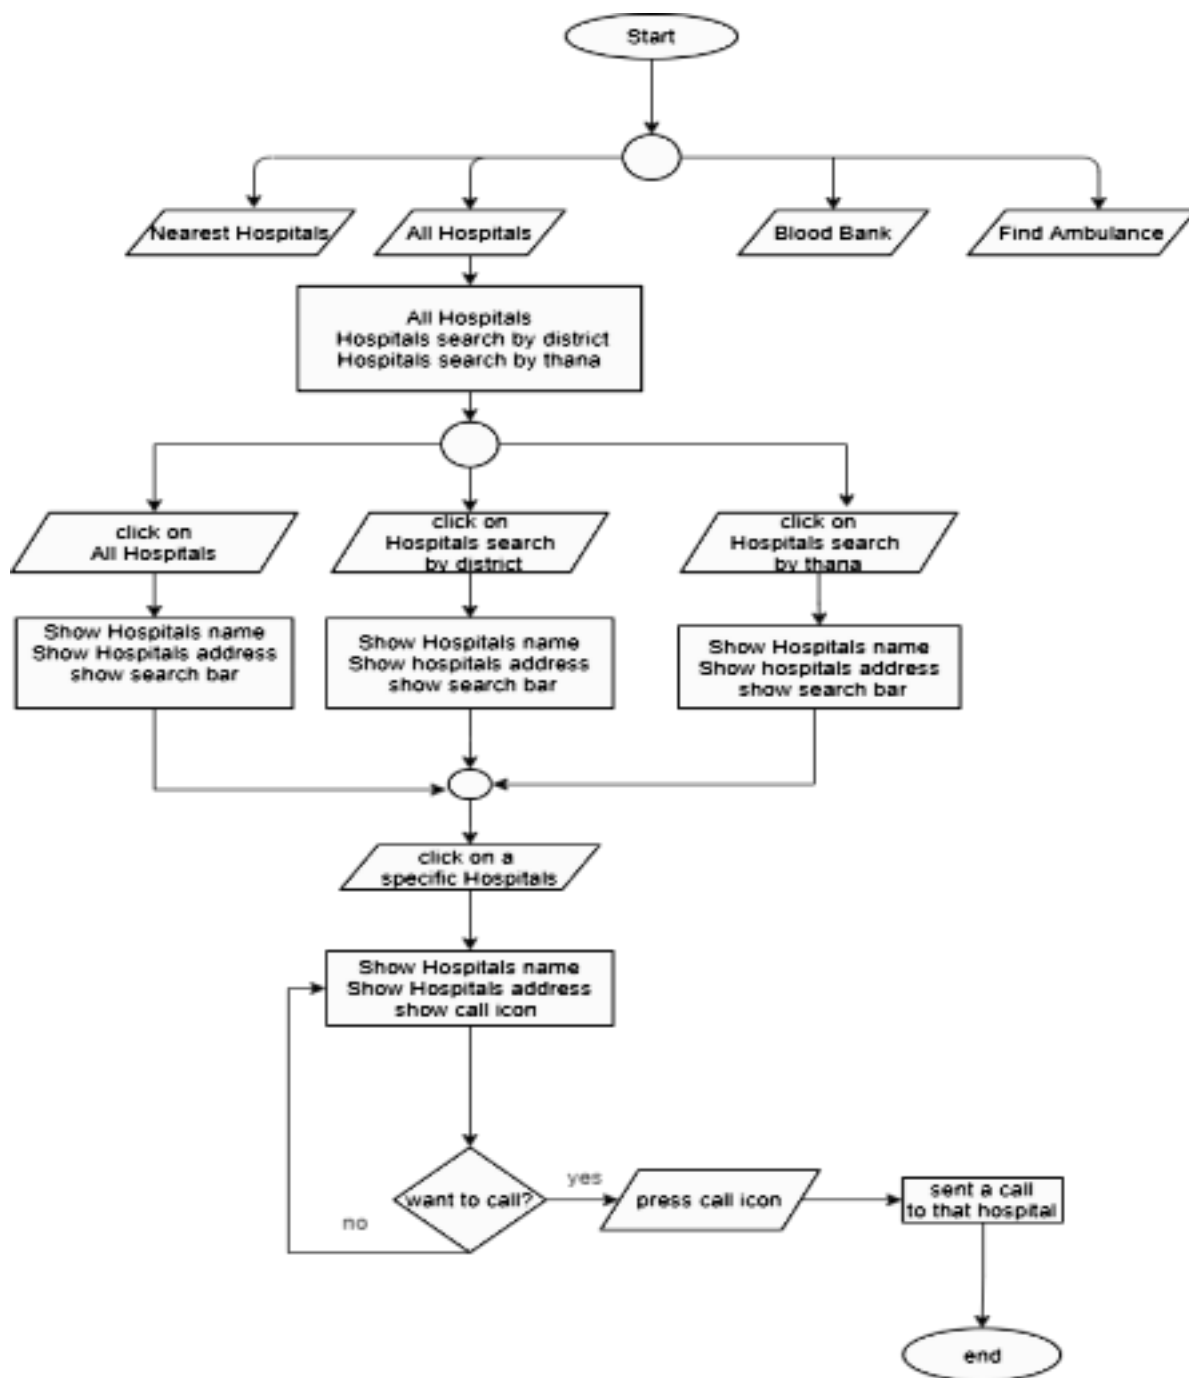 Start
Nearest Hospitals
All Hospitals
Blood Bank
Find Ambulance
All Hospitals
Hospitals search by district
Hospitals search by thana
click on
All Hospitals
click on
Hospitals search
by district
click on
Hospitals search
by thana
Show Hospitals name
Show Hospitals address
show search bar
Show Hospitals name
Show hospitals address
show search bar
Show Hospitals name
Show hospitals address
show search bar
click on a
specific Hospitals
Show Hospitals name
Show Hospitals address
show call icon
want to call?
yes
no
press call icon
sent a call
to that hospital
end